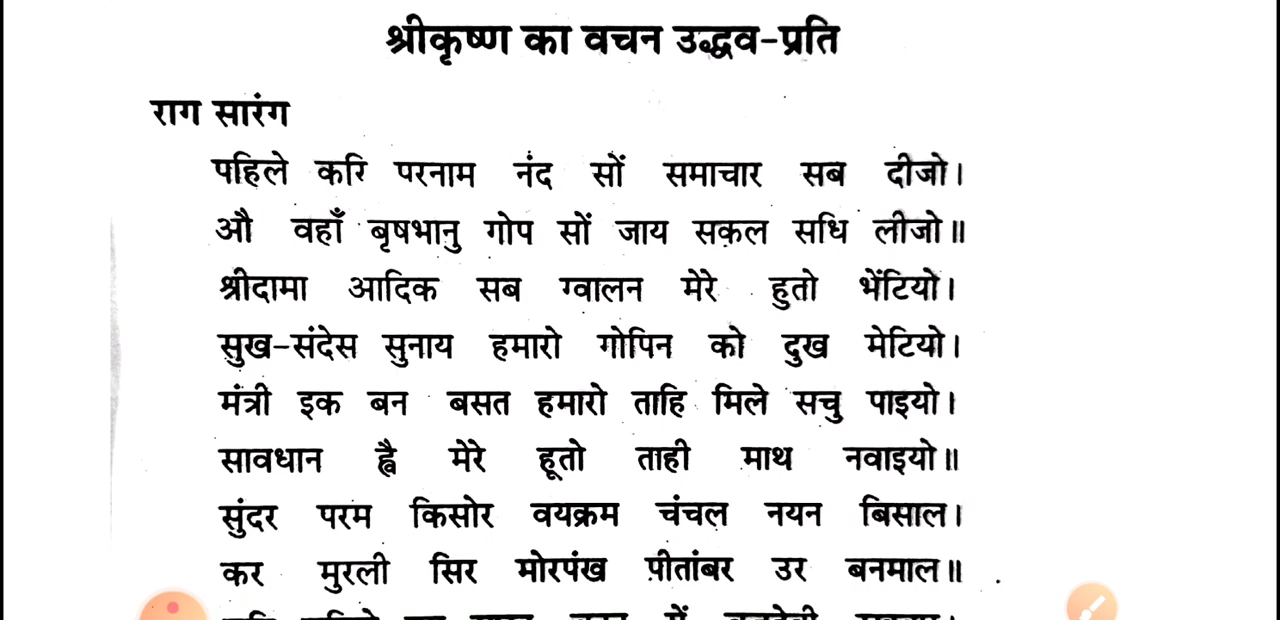 श्रीकृष्ण का वचन उद्धव-प्रति
राग सारंग
पहिले करि परनाम नंद सों समाचार सब दीजो।
औ वहाँ बृषभानु गोप सों जाय सकल सधि लीजो॥
श्रीदामा आदिक सब ग्वालन मेरे हुतो भेंटियो।
सुख-संदेस सुनाय हमारो गोपिन को दुख मेटियो।
मंत्री इक बन बसत हमारो ताहि मिले सचु पाइयो।
सावधान ह्वै मेरे हूतो ताही माथ नवाइयो॥
सुंदर परम किसोर वयक्रम चंचल नयन बिसाल।
कर मुरली सिर मोरपंख पीतांबर उर बनमाल॥